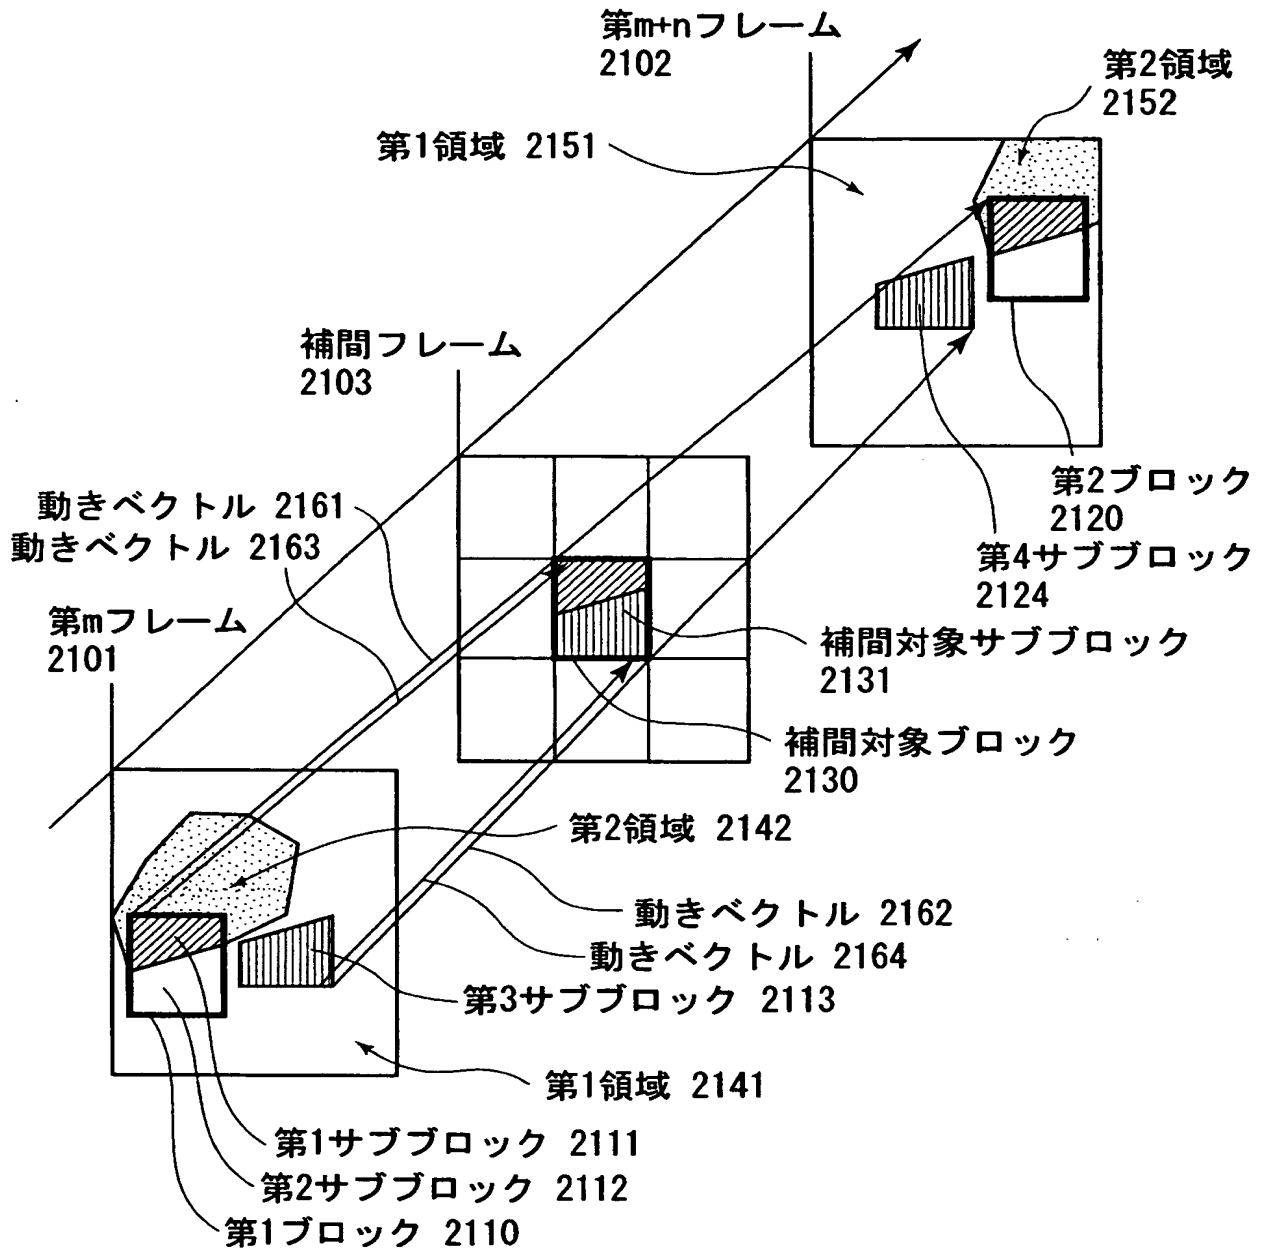 第m+nフレーム
2102
第2領域
2152
第1領域 2151
補間フレーム
2103
動きベクトル 2161
動きベクトル 2163
第2ブロック
2120
第4サブブロック
2124
第mフレーム
2101
補間対象サブブロック
2131
補間対象ブロック
2130
第2領域 2142
動きベクトル 2162
動きベクトル 2164
第3サブブロック 2113
第1領域 2141
第1サブブロック 2111
第2サブブロック 2112
第1ブロック 2110